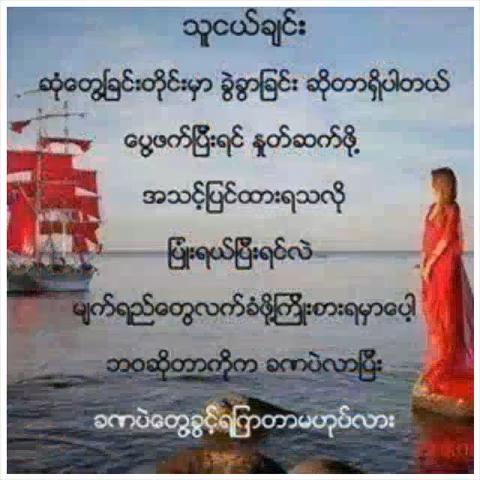 သူငယ်ချင်း
ဆုံတွေ့ခြင်းတိုင်းမှာ ခွဲခွာခြင်း ဆိုတာရှိပါတယ်
ပွေ့ဖက်ပြီးရင် နှုတ်ဆက်ဖို့
အသင့်ပြင်ထားရသလို
ပြုံးရယ်ပြီးရင်လဲ
မျက်ရည်တွေလက်ခံဖို့ကြိုးစားရမှာပေါ့
ဘဝဆိုတာကိုက ခဏပဲလာပြီး
ခဏပဲတွေ့ခွင့်ရကြတာမဟုပ်လား